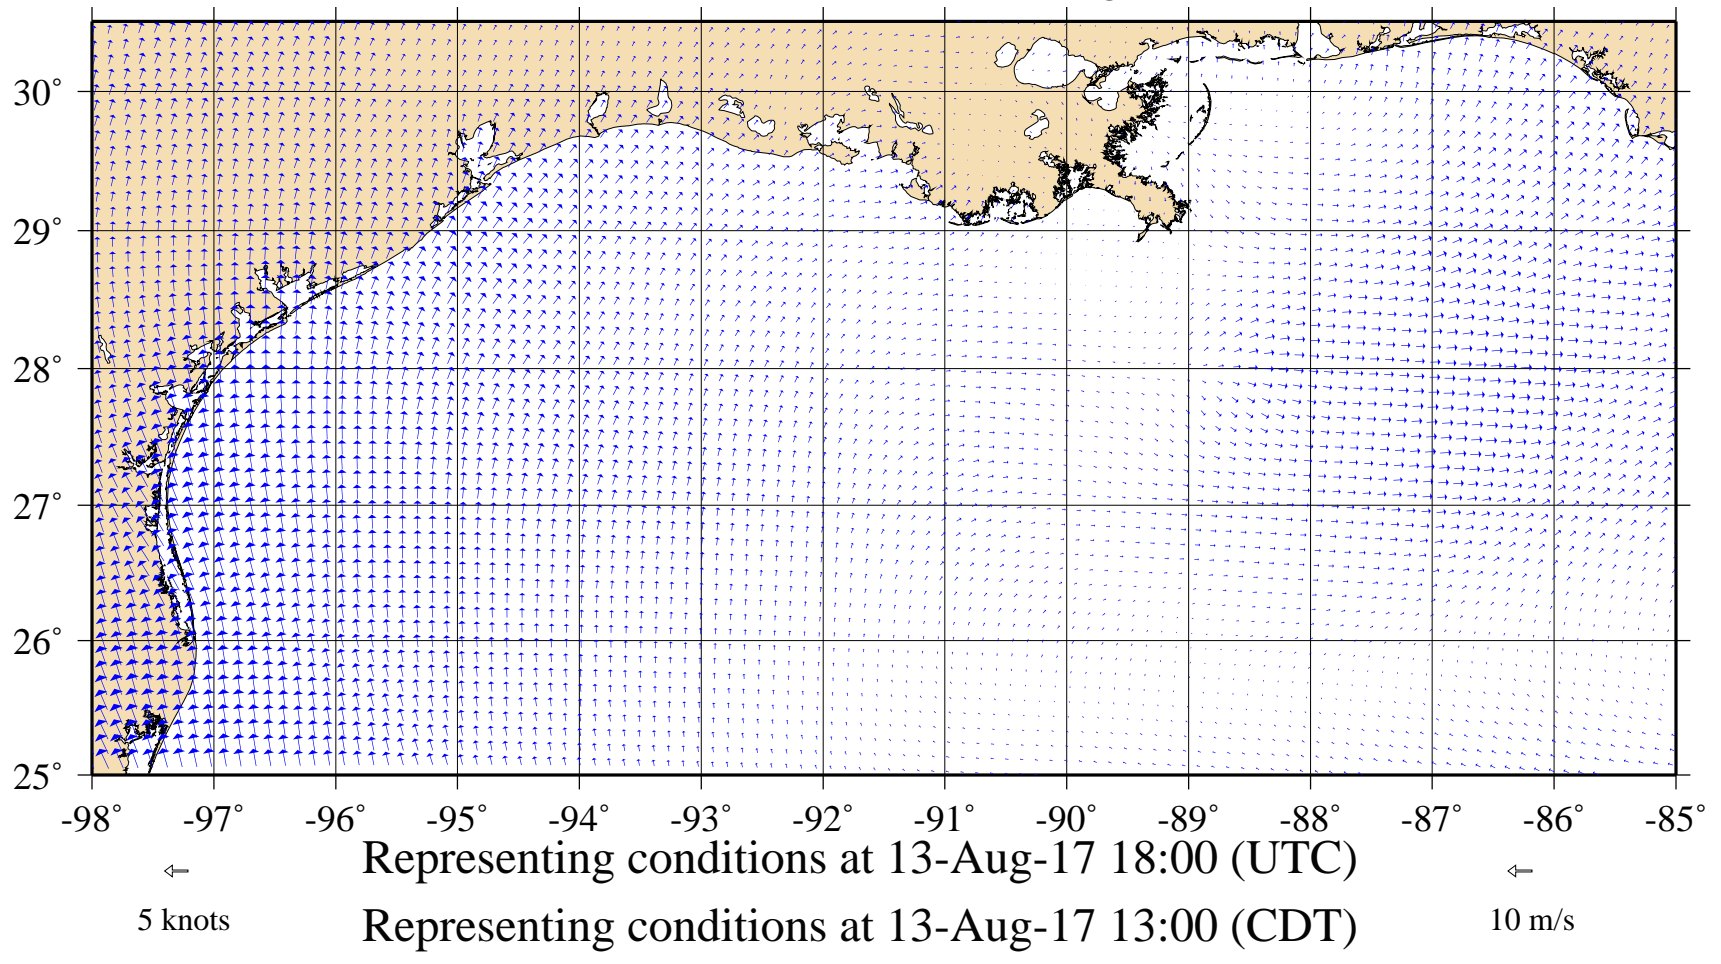 30°
29°
28°
27°
26°
25°
-98° -97° -96° -95° -94° -93° -92° -91° -90° -89° -88° -87° -86° -85°
Representing conditions at 13-Aug-17 18:00 (UTC)
5 knots
Representing conditions at 13-Aug-17 13:00 (CDT)
10 m/s